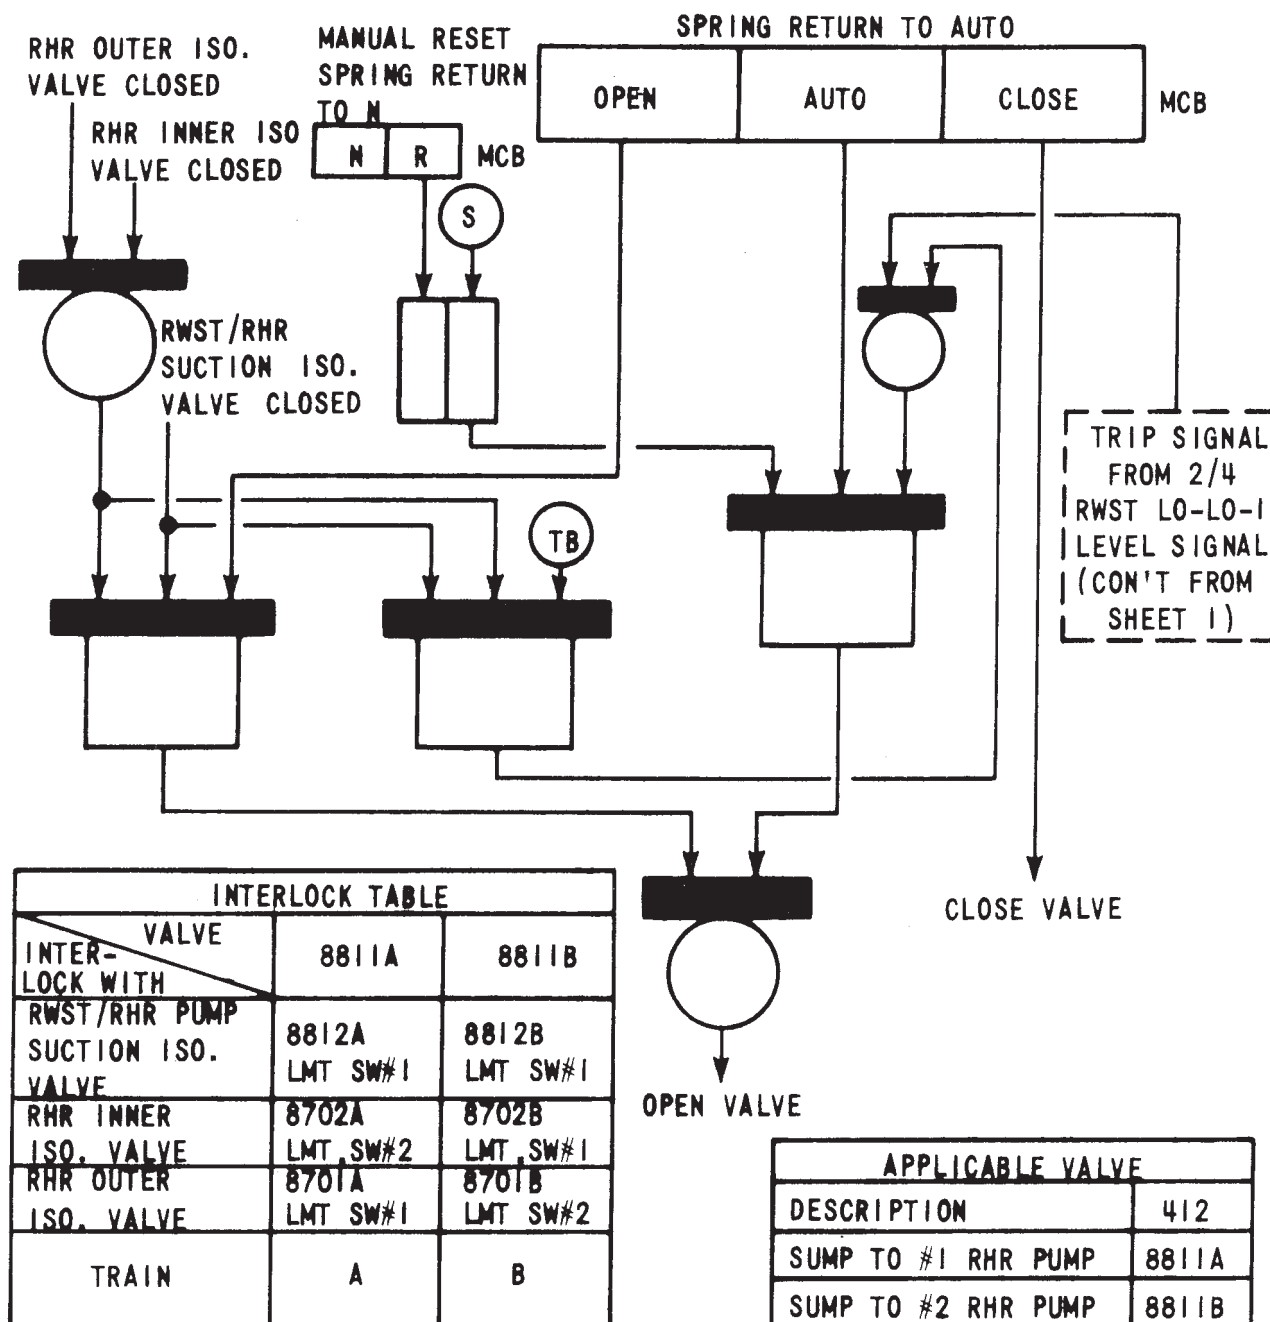 SPRING RETURN TO AUTO
RHR OUTER ISO.
VALVE CLOSED
MANUAL RESET
SPRING RETURN
TO N
OPEN
AUTO
CLOSE
MCB
RHR INNER ISO
VALVE CLOSED
N
R
MCB
S
RWST/RHR
SUCTION ISO.
VALVE CLOSED
TRIP SIGNAL
FROM 2/4
RWST LO-LO-1
LEVEL SIGNAL
(CON'T FROM
SHEET 1)
TB
CLOSE VALVE
OPEN VALVE
INTERLOCK TABLE
VALVE
INTER-
LOCK WITH
8811A
8811B
RWST/RHR PUMP
SUCTION ISO.
VALVE
8812A
LMT SW#1
8812B
LMT SW#1
RHR INNER
ISO. VALVE
8702A
LMT SW#2
8702B
LMT SW#1
RHR OUTER
ISO. VALVE
8701A
LMT SW#1
8701B
LMT SW#2
TRAIN
A
B
APPLICABLE VALVE
DESCRIPTION
412
SUMP TO #1 RHR PUMP
8811A
SUMP TO #2 RHR PUMP
8811B